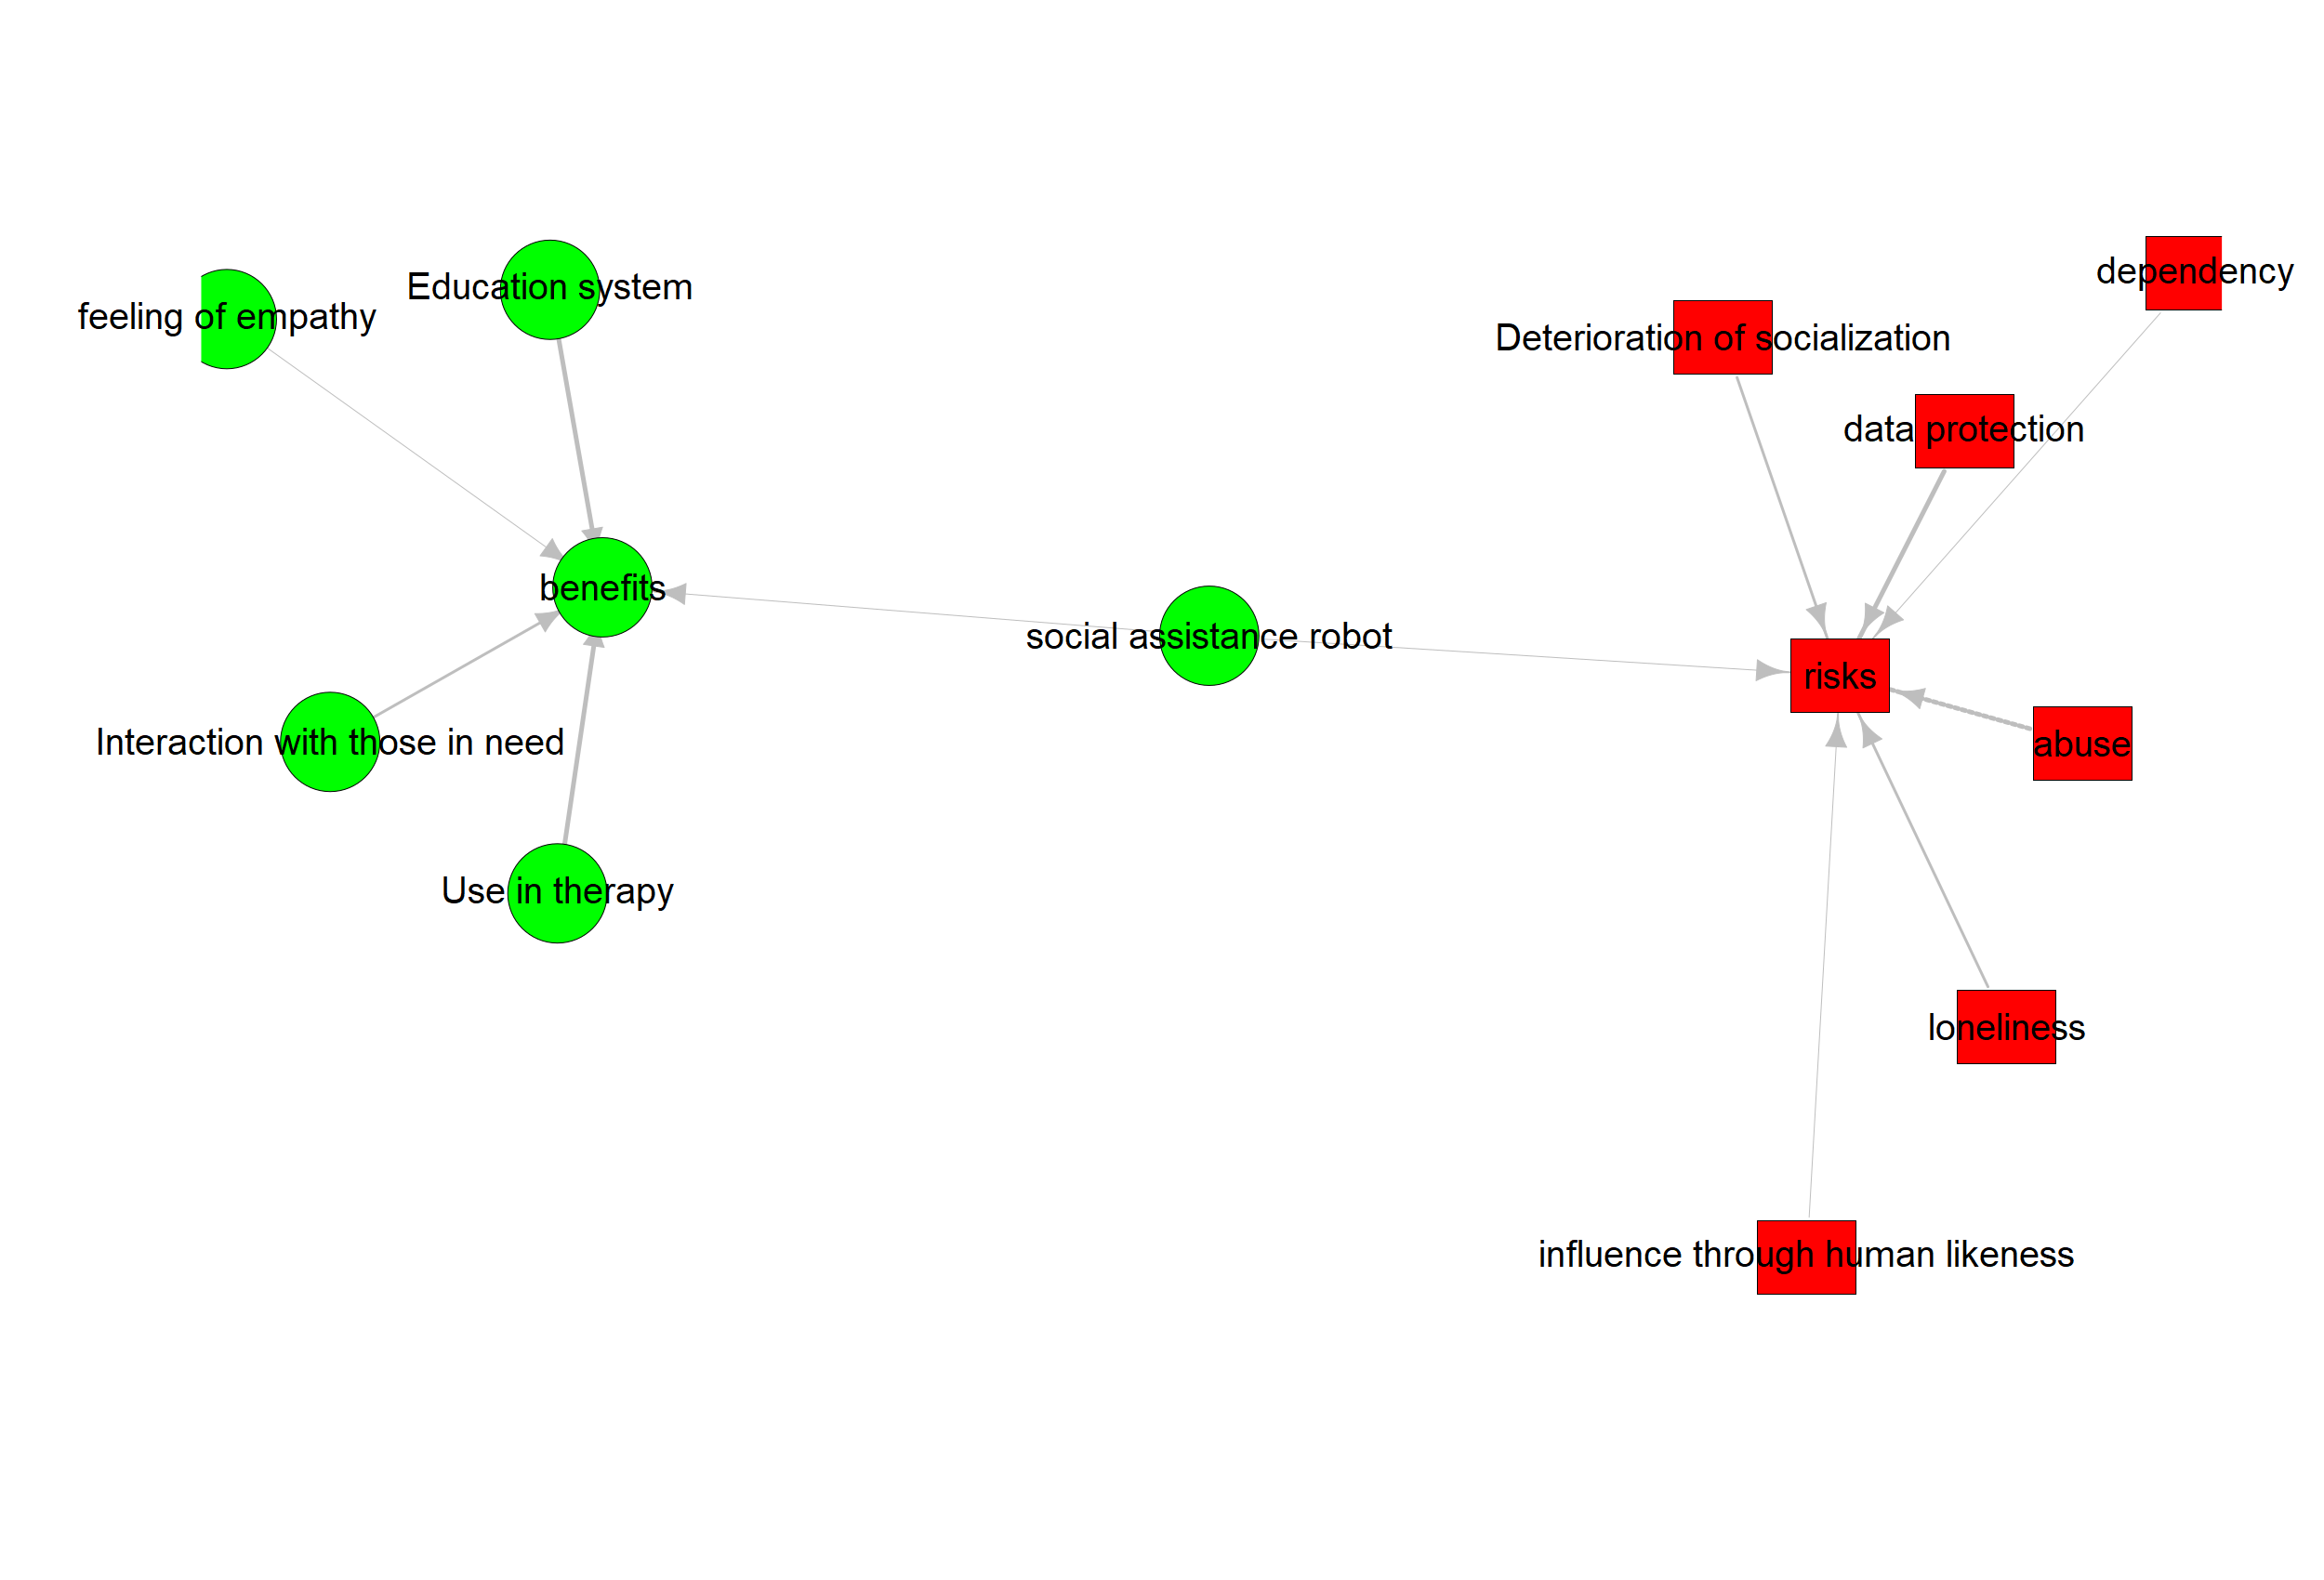 feeling of empathy
Education system
benefits
Interaction with those in need
Use in therapy
social assistance robot
Deterioration of socialization
dependency
data protection
risks
abuse
loneliness
influence through human likeness